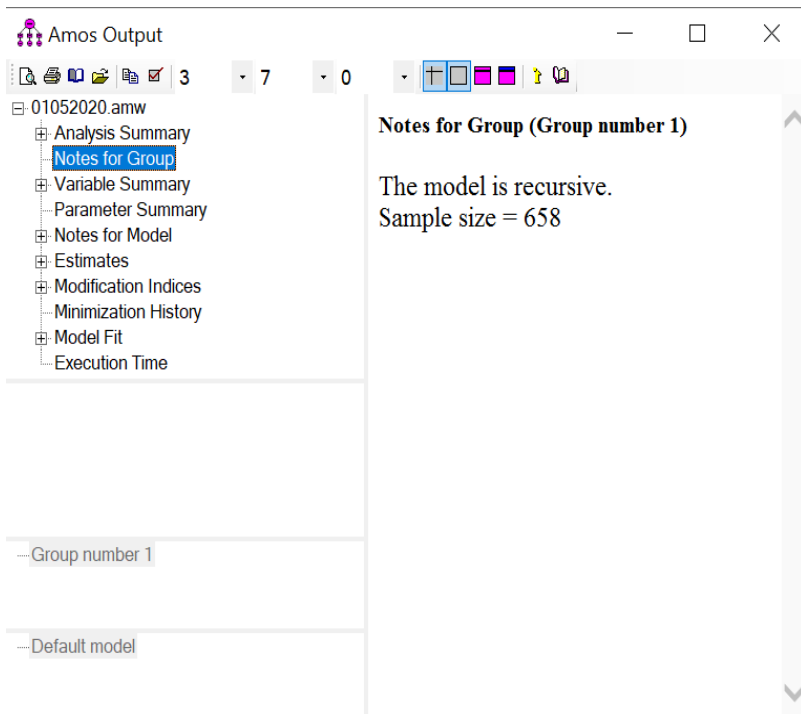 Amos Output
3 7 0
01052020.amw
Analysis Summary
Notes for Group
Variable Summary
Parameter Summary
Notes for Model
Estimates
Modification Indices
Minimization History
Model Fit
Execution Time
Notes for Group (Group number 1)
The model is recursive.
Sample size = 658
Group number 1
Default model